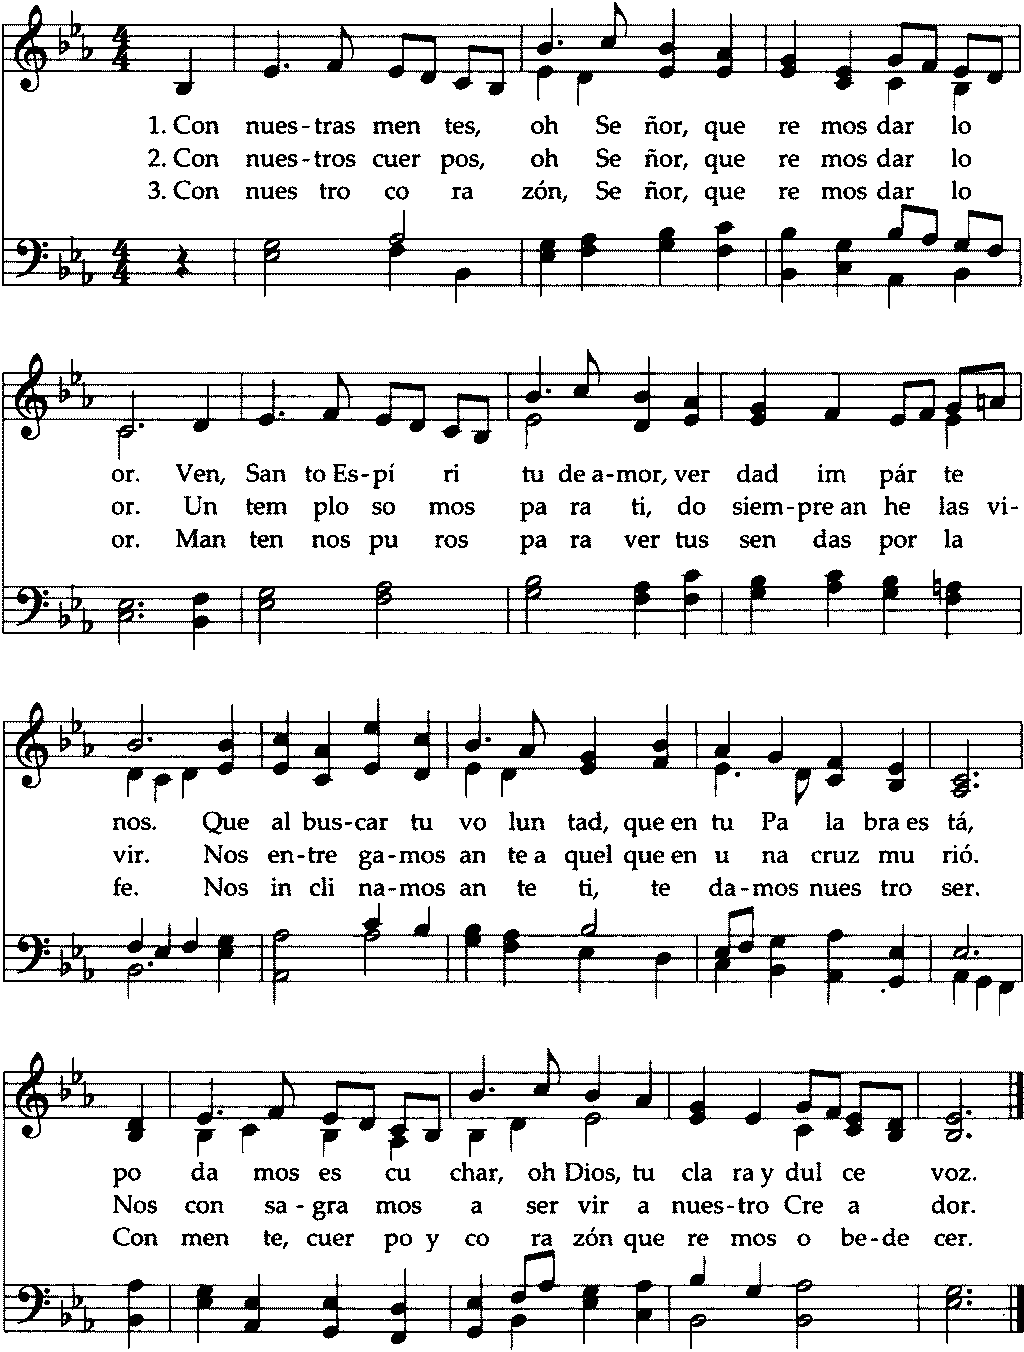 1. Con nues-tras men tes, oh Se ñor, que re mos dar lo
2. Con nues-tros cuer pos, oh Se ñor, que re mos dar lo
3. Con nues tro co ra zón, Se ñor, que re mos dar lo
or. Ven, San to Es-pí ri tu de a-mor, ver dad im pár te
or. Un tem plo so mos pa ra ti, do siem-pre an he las vi-
or. Man ten nos pu ros pa ra ver tus sen das por la
nos. Que al bus-car tu vo lun tad, que en tu Pa la bra es tá,
vir. Nos en-tre ga-mos an te a quel que en u na cruz mu rió.
fe. Nos in cli na-mos an te ti, te da-mos nues tro ser.
po da mos es cu char, oh Dios, tu cla ra y dul ce voz.
Nos con sa-gra mos a ser vir a nues-tro Cre a dor.
Con men te, cuer po y co ra zón que re mos o be-de cer.